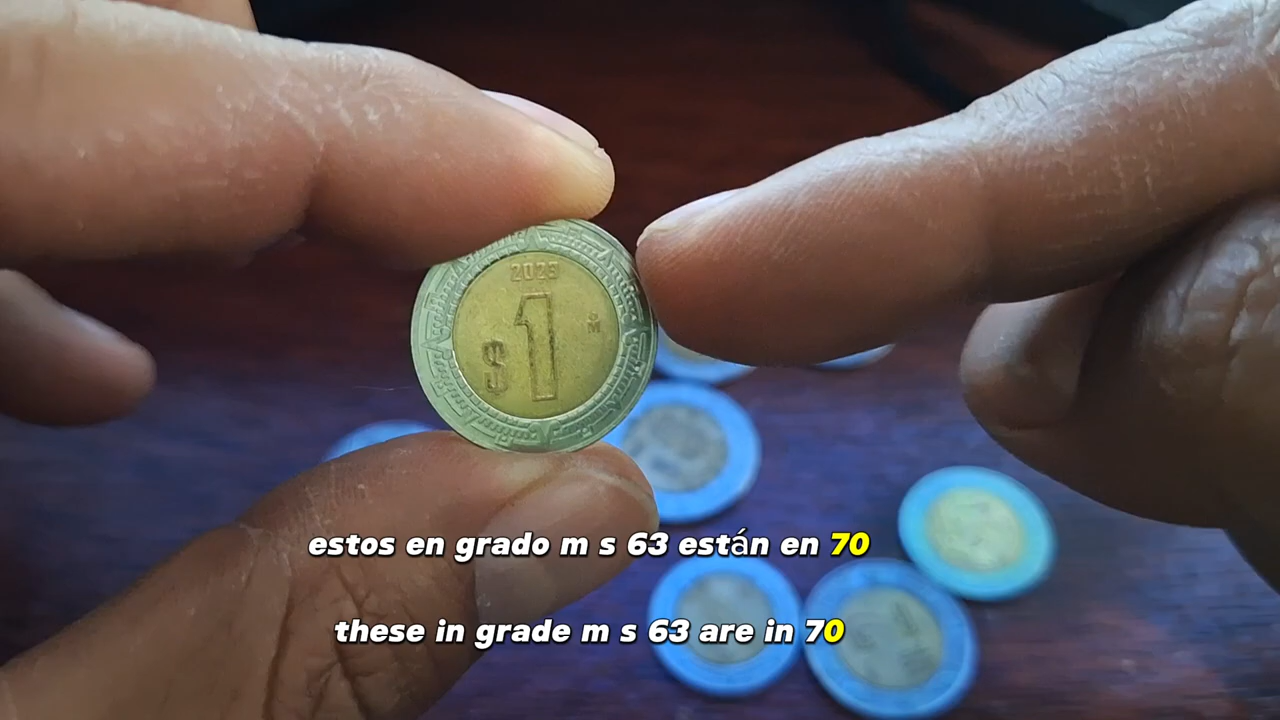 2023
$1
M
estos en grado m s 63 están en 70
these in grade m s 63 are in 70